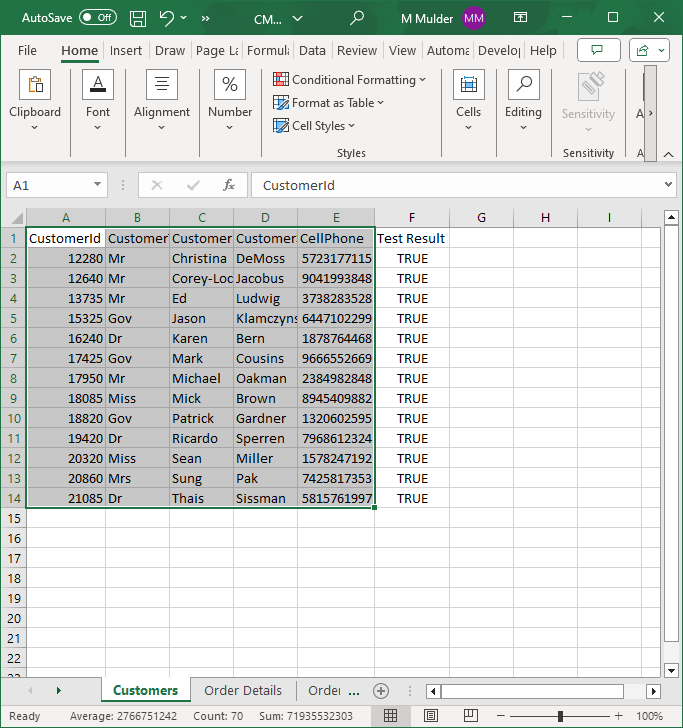 AutoSave Off CM... M Mulder MM
File Home Insert Draw Page La Formula Data Review View Automa Develop Help
Clipboard Font Alignment Number Conditional Formatting Format as Table Cell Styles Styles Cells Editing Sensitivity Sensitivity
A1 fx CustomerId
A B C D E F G H I
1 CustomerId Customer Customer Customer CellPhone Test Result
2 12280 Mr Christina DeMoss 5723177115 TRUE
3 12640 Mr Corey-Loc Jacobus 9041993848 TRUE
4 13735 Mr Ed Ludwig 3738283528 TRUE
5 15325 Gov Jason Klamczyns 6447102299 TRUE
6 16240 Dr Karen Bern 1878764468 TRUE
7 17425 Gov Mark Cousins 9666552669 TRUE
8 17950 Mr Michael Oakman 2384982848 TRUE
9 18085 Miss Mick Brown 8945409882 TRUE
10 18820 Gov Patrick Gardner 1320602595 TRUE
11 19420 Dr Ricardo Sperren 7968612324 TRUE
12 20320 Miss Sean Miller 1578247192 TRUE
13 20860 Mrs Sung Pak 7425817353 TRUE
14 21085 Dr Thais Sissman 5815761997 TRUE
15
16
17
18
19
20
21
22
Customers Order Details Order ...
Ready Average: 2766751242 Count: 70 Sum: 71935532303 100%